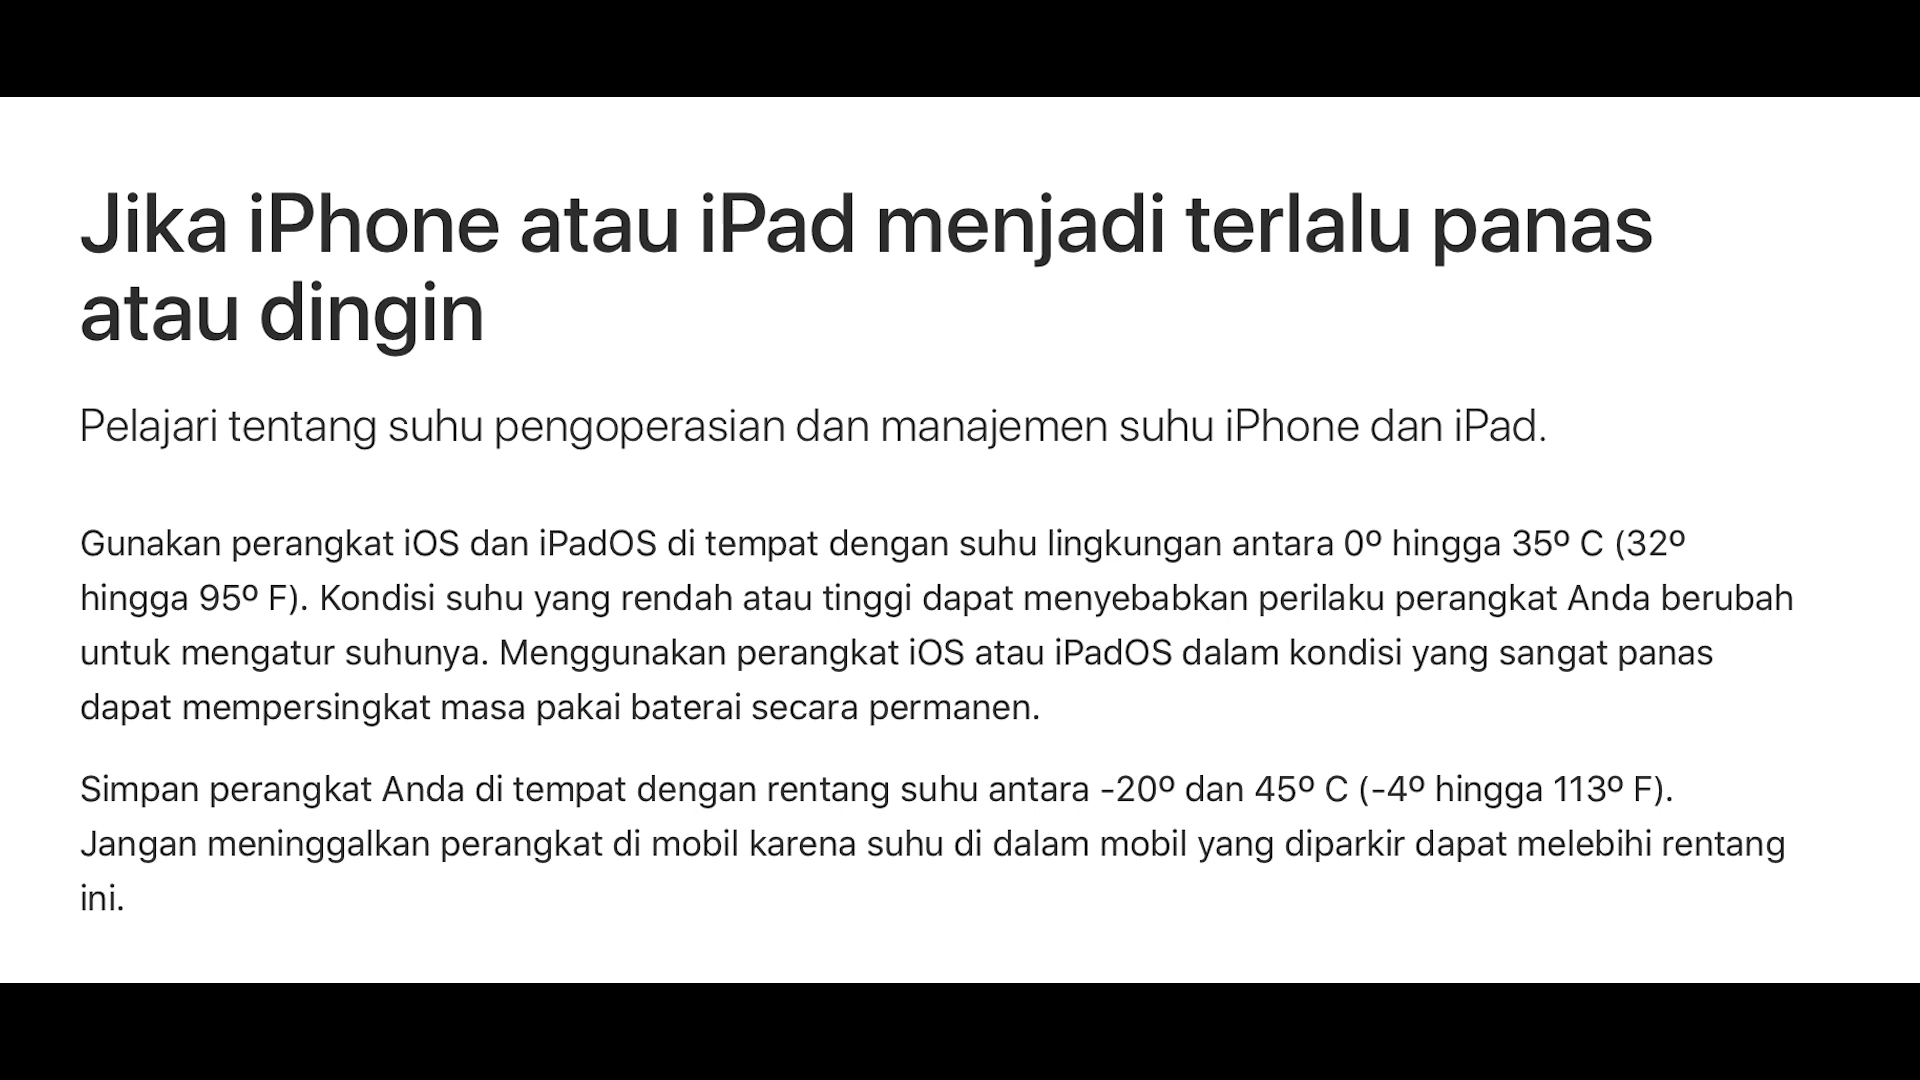 Jika iPhone atau iPad menjadi terlalu panas
atau dingin
Pelajari tentang suhu pengoperasian dan manajemen suhu iPhone dan iPad.
Gunakan perangkat iOS dan iPadOS di tempat dengan suhu lingkungan antara 0º hingga 35º C (32º
hingga 95º F). Kondisi suhu yang rendah atau tinggi dapat menyebabkan perilaku perangkat Anda berubah
untuk mengatur suhunya. Menggunakan perangkat iOS atau iPadOS dalam kondisi yang sangat panas
dapat mempersingkat masa pakai baterai secara permanen.
Simpan perangkat Anda di tempat dengan rentang suhu antara -20º dan 45º C (-4º hingga 113º F).
Jangan meninggalkan perangkat di mobil karena suhu di dalam mobil yang diparkir dapat melebihi rentang
ini.